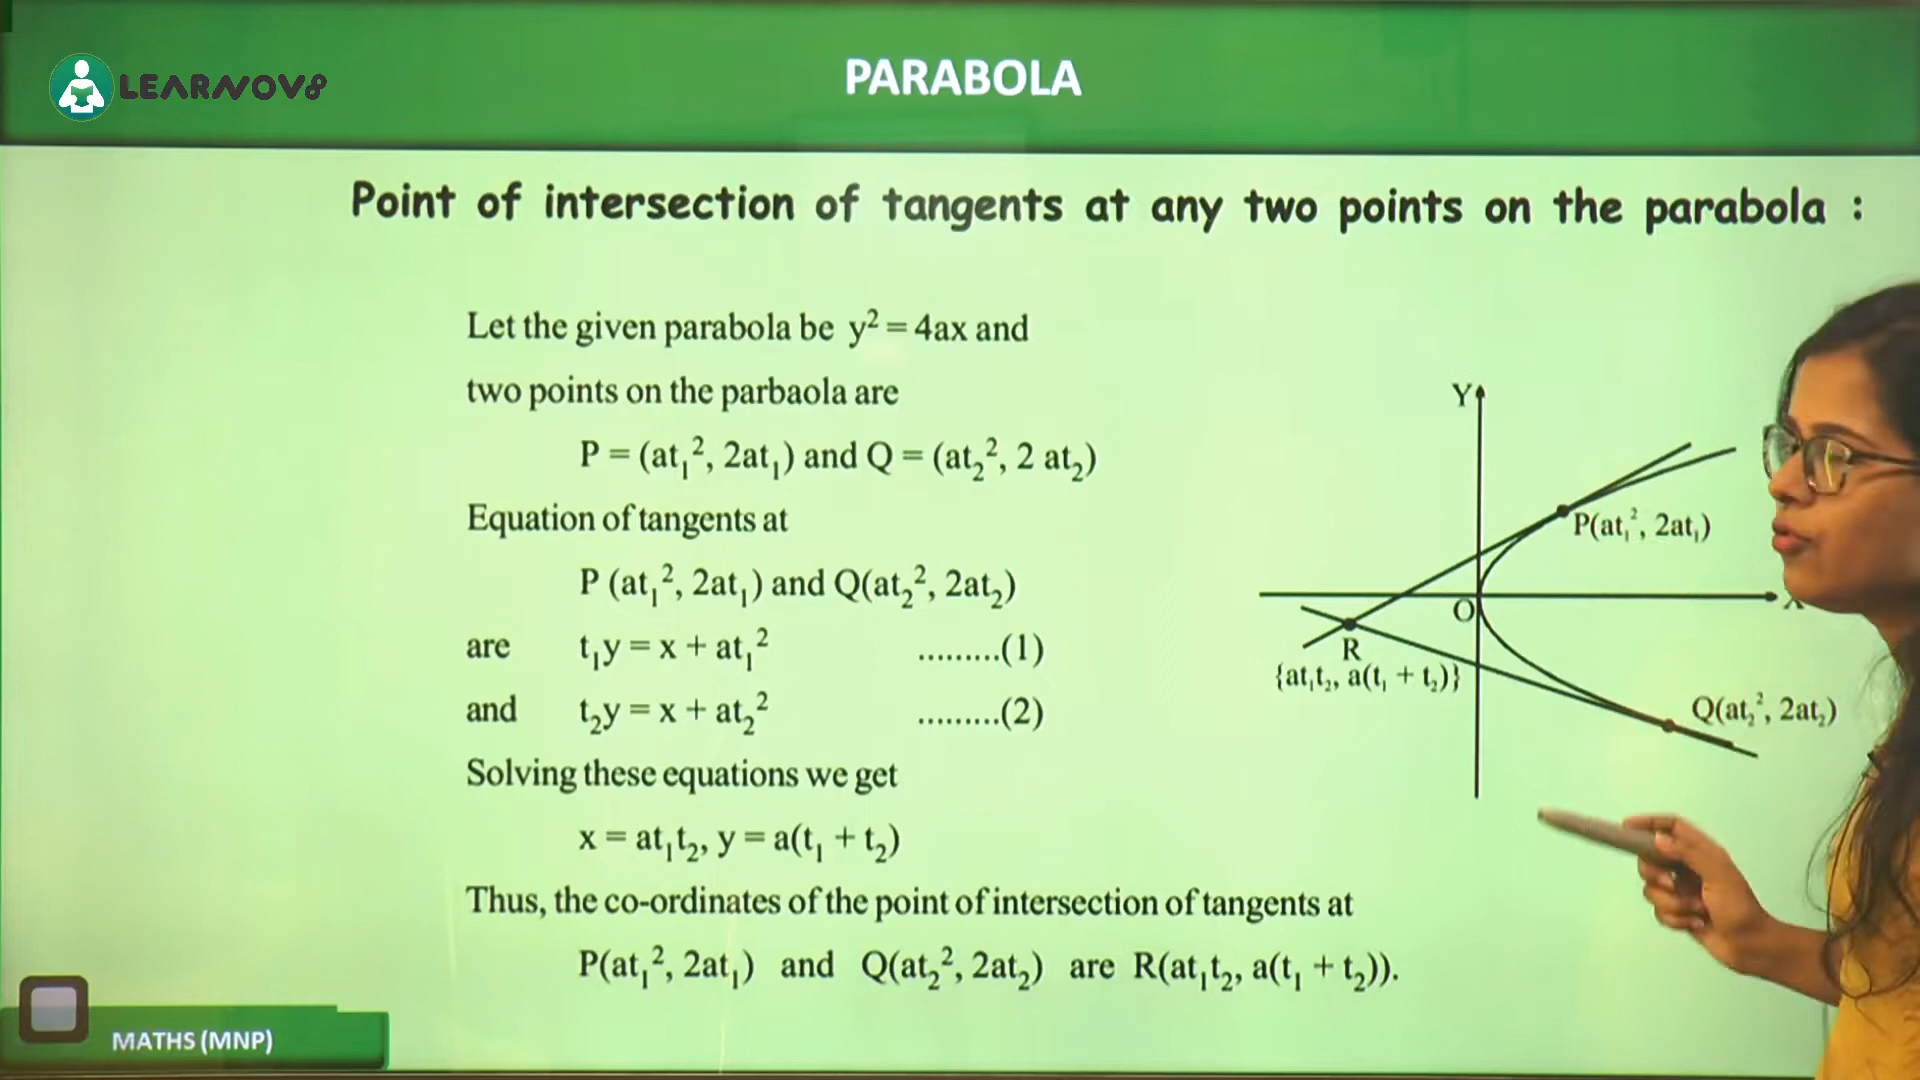 LEARNOV8
PARABOLA
Point of intersection of tangents at any two points on the parabola :
Let the given parabola be y² = 4ax and
two points on the parbaola are
P = (at₁², 2at₁) and Q = (at₂², 2 at₂)
Equation of tangents at
P (at₁², 2at₁) and Q(at₂², 2at₂)
are t₁y = x + at₁² .........(1)
and t₂y = x + at₂² .........(2)
Solving these equations we get
x = at₁t₂, y = a(t₁ + t₂)
Thus, the co-ordinates of the point of intersection of tangents at
P(at₁², 2at₁) and Q(at₂², 2at₂) are R(at₁t₂, a(t₁ + t₂)).
Y
P(at₁², 2at₁)
X
O
R
{at₁t₂, a(t₁ + t₂)}
Q(at₂², 2at₂)
MATHS (MNP)